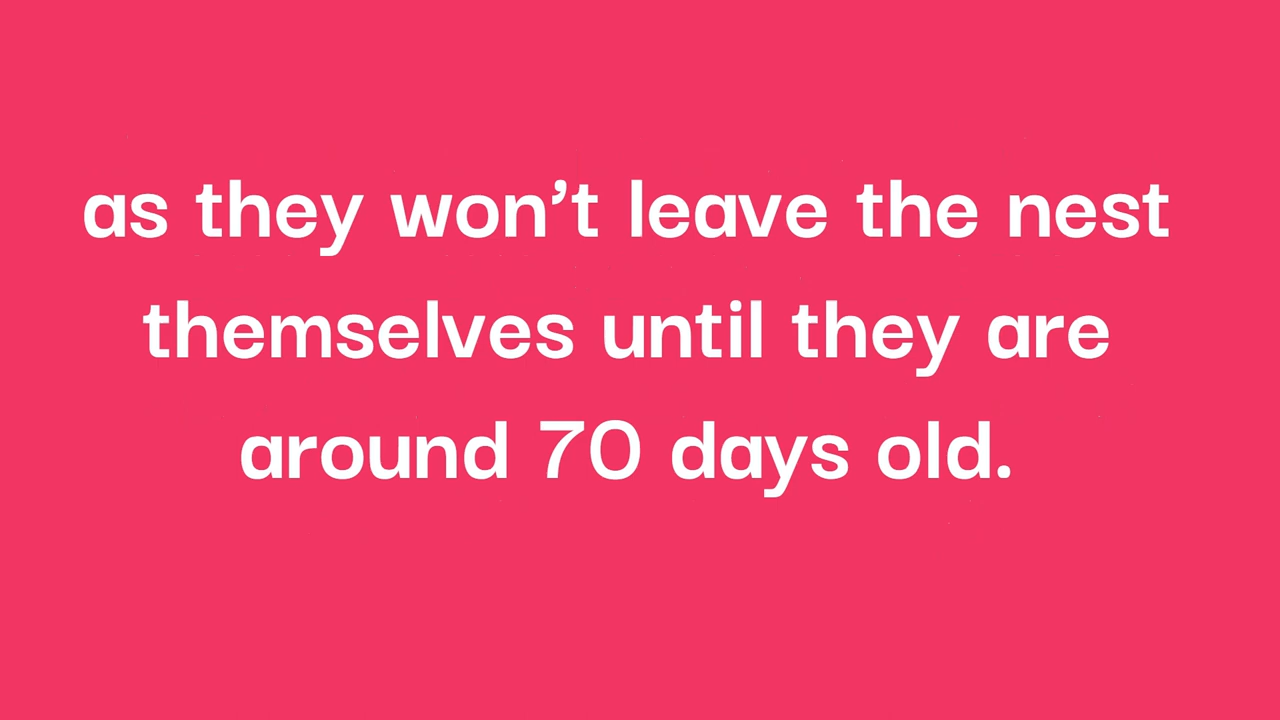 as they won’t leave the nest
themselves until they are
around 70 days old.